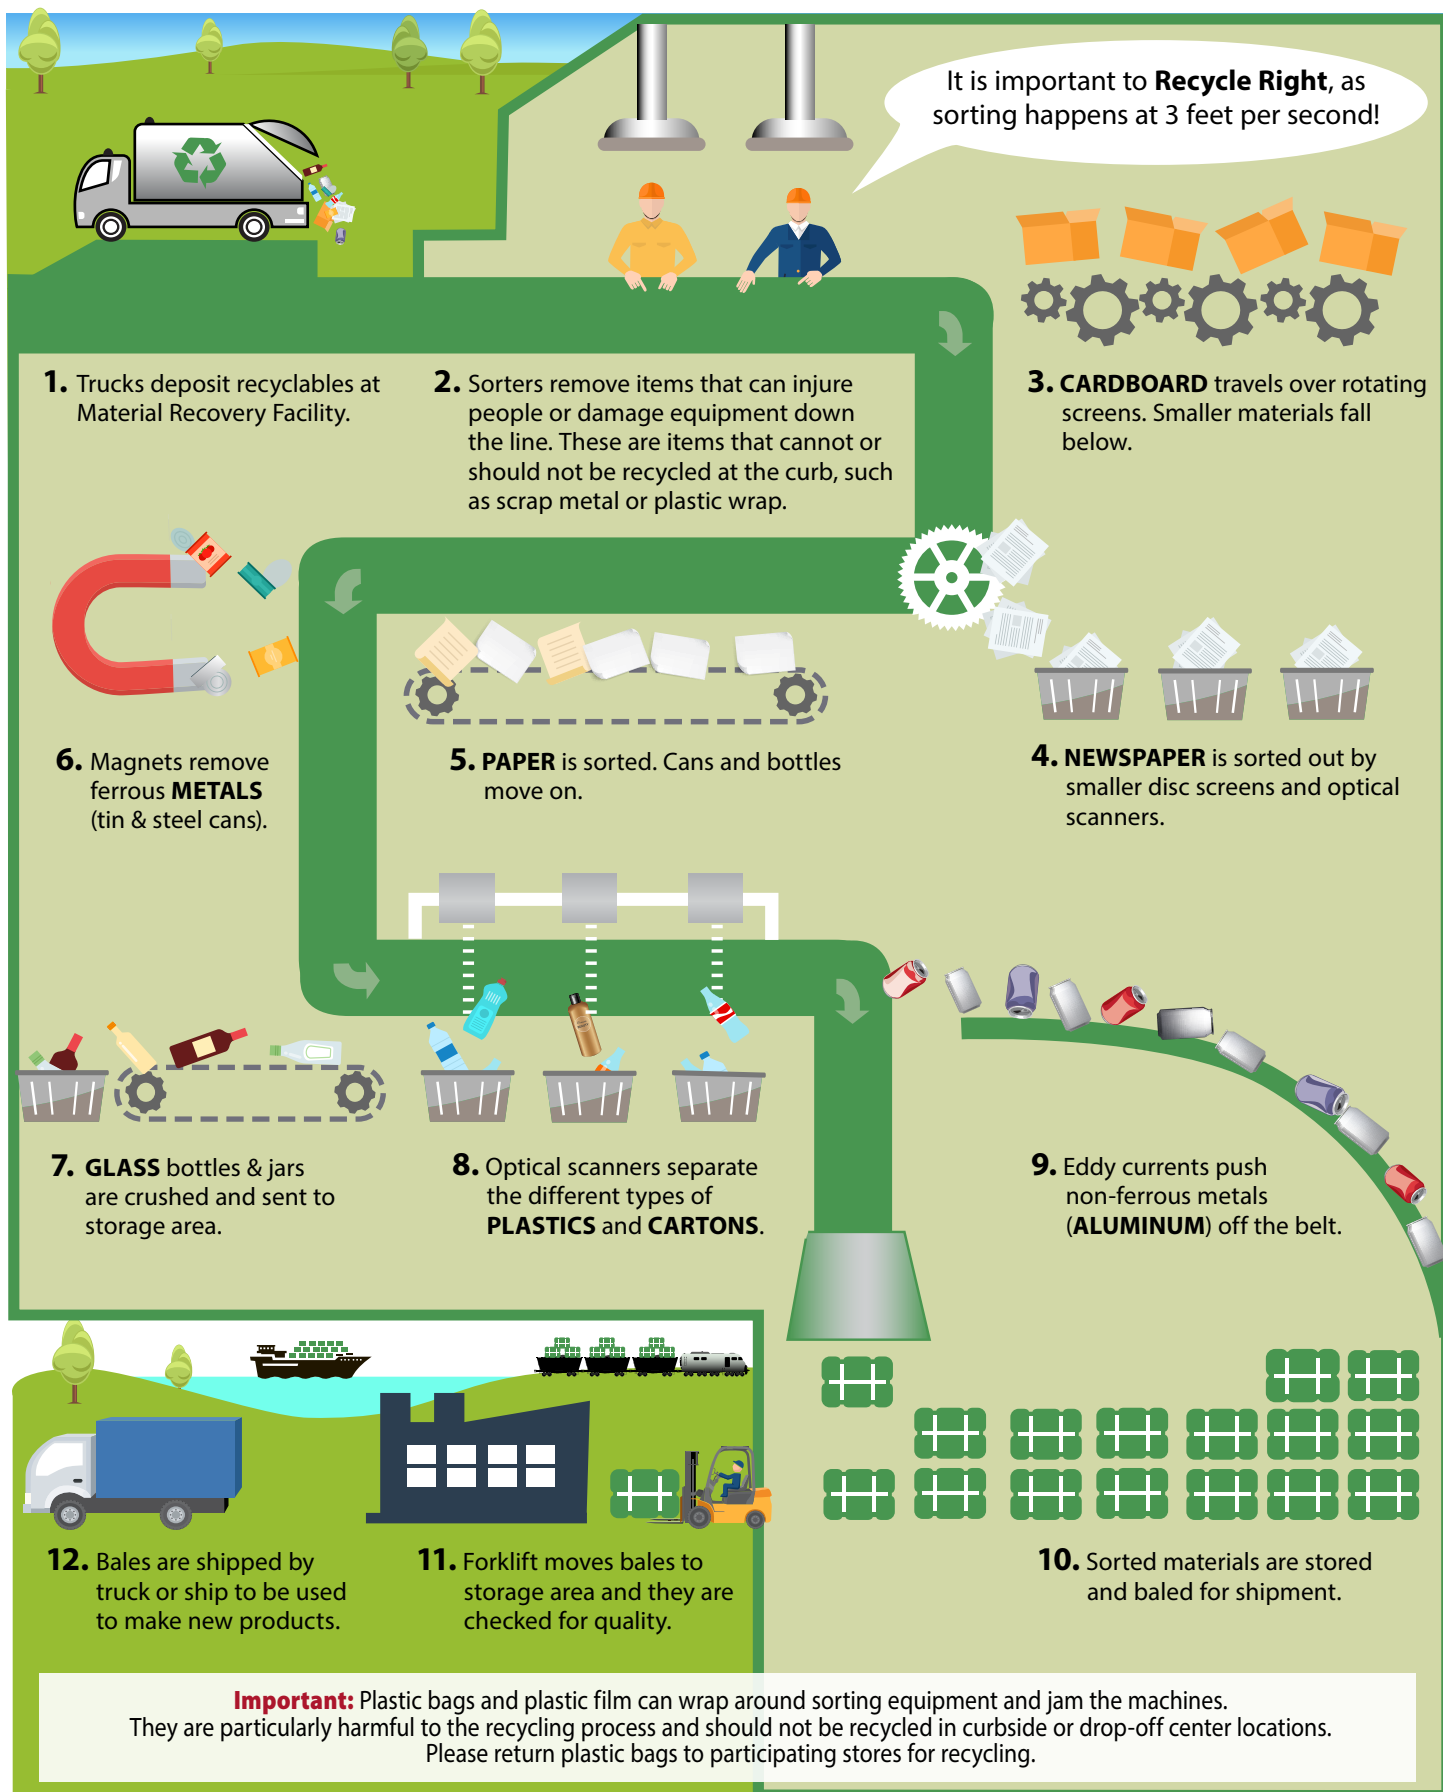 It is important to Recycle Right, as
sorting happens at 3 feet per second!
1. Trucks deposit recyclables at
Material Recovery Facility.
2. Sorters remove items that can injure
people or damage equipment down
the line. These are items that cannot or
should not be recycled at the curb, such
as scrap metal or plastic wrap.
3. CARDBOARD travels over rotating
screens. Smaller materials fall
below.
4. NEWSPAPER is sorted out by
smaller disc screens and optical
scanners.
5. PAPER is sorted. Cans and bottles
move on.
6. Magnets remove
ferrous METALS
(tin & steel cans).
7. GLASS bottles & jars
are crushed and sent to
storage area.
8. Optical scanners separate
the different types of
PLASTICS and CARTONS.
9. Eddy currents push
non-ferrous metals
(ALUMINUM) off the belt.
10. Sorted materials are stored
and baled for shipment.
11. Forklift moves bales to
storage area and they are
checked for quality.
12. Bales are shipped by
truck or ship to be used
to make new products.
Important: Plastic bags and plastic film can wrap around sorting equipment and jam the machines.
They are particularly harmful to the recycling process and should not be recycled in curbside or drop-off center locations.
Please return plastic bags to participating stores for recycling.